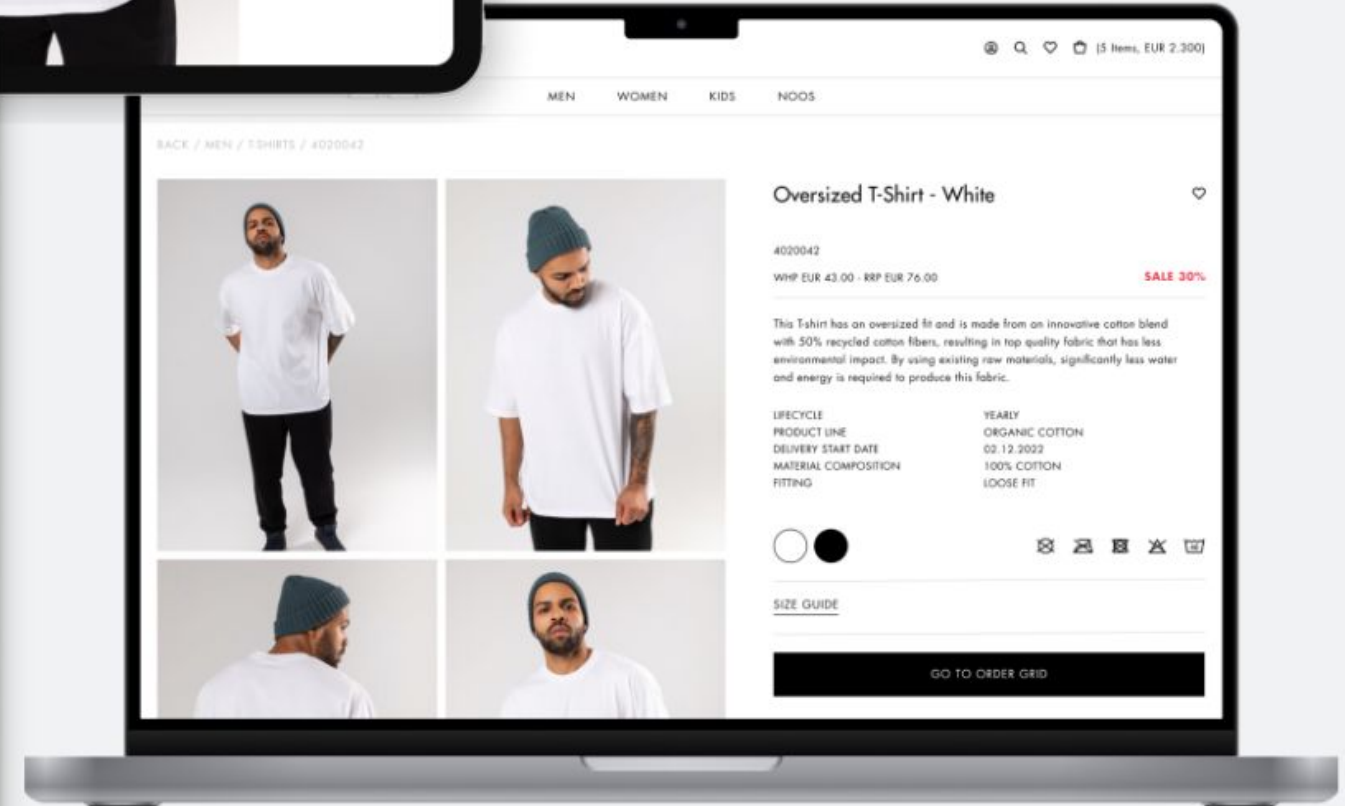 (5 Items, EUR 2.300)
MEN WOMEN KIDS NOOS
BACK / MEN / T-SHIRTS / 4020042
Oversized T-Shirt - White
4020042
WHP EUR 43.00 - RRP EUR 76.00 SALE 30%
This T-shirt has an oversized fit and is made from an innovative cotton blend
with 50% recycled cotton fibers, resulting in top quality fabric that has less
environmental impact. By using existing raw materials, significantly less water
and energy is required to produce this fabric.
LIFECYCLE YEARLY
PRODUCT LINE ORGANIC COTTON
DELIVERY START DATE 02.12.2022
MATERIAL COMPOSITION 100% COTTON
FITTING LOOSE FIT
SIZE GUIDE
GO TO ORDER GRID